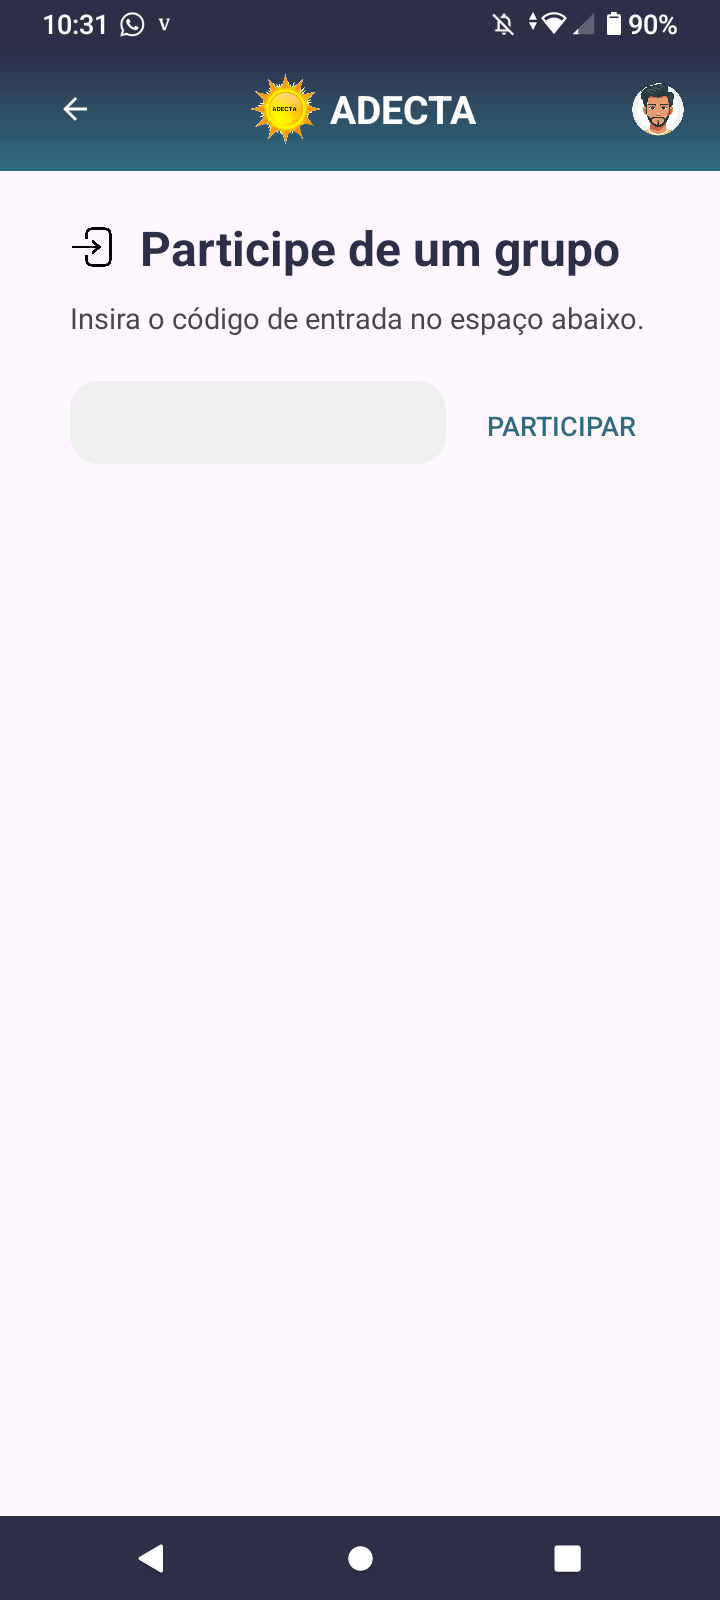 10:31 V 90%
ADECTA ADECTA
Participe de um grupo
Insira o código de entrada no espaço abaixo.
PARTICIPAR